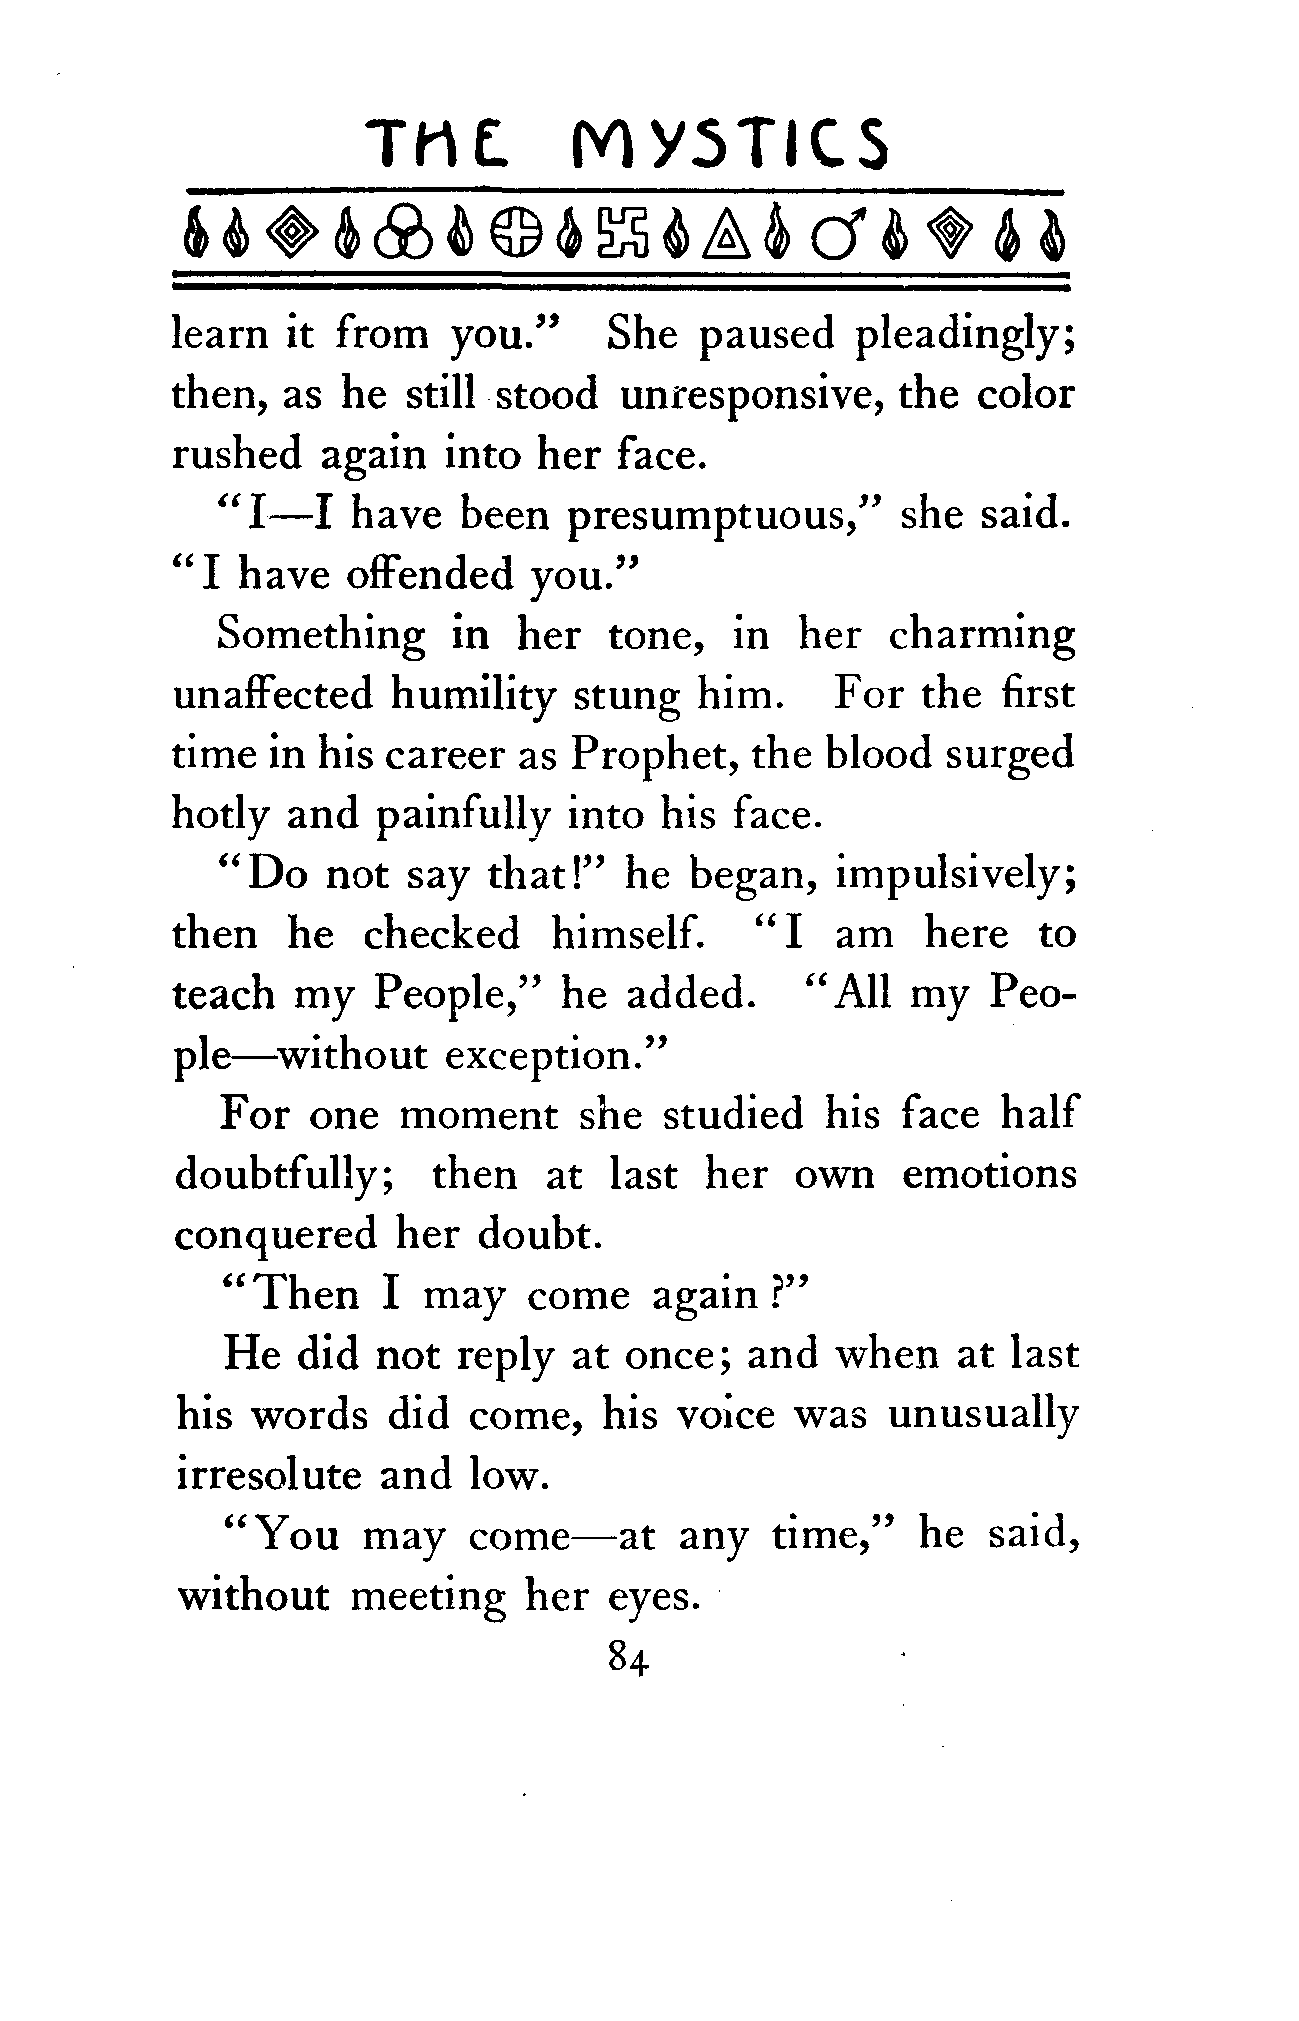 THE MYSTICS
learn it from you.” She paused pleadingly;
then, as he still stood unresponsive, the color
rushed again into her face.
“I—I have been presumptuous,” she said.
“I have offended you.”
Something in her tone, in her charming
unaffected humility stung him. For the first
time in his career as Prophet, the blood surged
hotly and painfully into his face.
“Do not say that!” he began, impulsively;
then he checked himself. “I am here to
teach my People,” he added. “All my Peo-
ple—without exception.”
For one moment she studied his face half
doubtfully; then at last her own emotions
conquered her doubt.
“Then I may come again?”
He did not reply at once; and when at last
his words did come, his voice was unusually
irresolute and low.
“You may come—at any time,” he said,
without meeting her eyes.
84